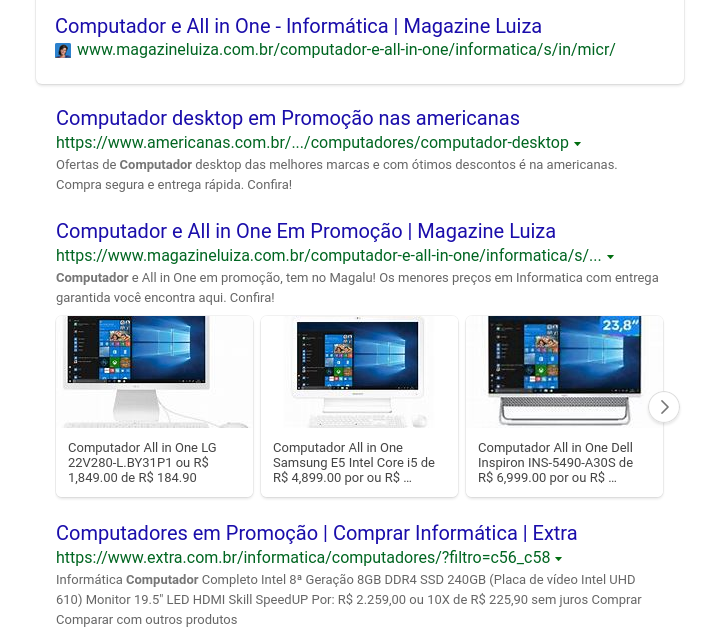 Computador e All in One - Informática | Magazine Luiza
www.magazineluiza.com.br/computador-e-all-in-one/informatica/s/in/micr/
Computador desktop em Promoção nas americanas
https://www.americanas.com.br/.../computadores/computador-desktop
Ofertas de Computador desktop das melhores marcas e com ótimos descontos é na americanas.
Compra segura e entrega rápida. Confira!
Computador e All in One Em Promoção | Magazine Luiza
https://www.magazineluiza.com.br/computador-e-all-in-one/informatica/s/...
Computador e All in One em promoção, tem no Magalu! Os menores preços em Informatica com entrega
garantida você encontra aqui. Confira!
23,8"
Computador All in One LG
22V280-L.BY31P1 ou R$
1,849.00 de R$ 184.90
Computador All in One
Samsung E5 Intel Core i5 de
R$ 4,899.00 por ou R$ ...
Computador All in One Dell
Inspiron INS-5490-A30S de
R$ 6,999.00 por ou R$ ...
Computadores em Promoção | Comprar Informática | Extra
https://www.extra.com.br/informatica/computadores/?filtro=c56_c58
Informática Computador Completo Intel 8ª Geração 8GB DDR4 SSD 240GB (Placa de vídeo Intel UHD
610) Monitor 19.5" LED HDMI Skill SpeedUP Por: R$ 2.259,00 ou 10X de R$ 225,90 sem juros Comprar
Comparar com outros produtos